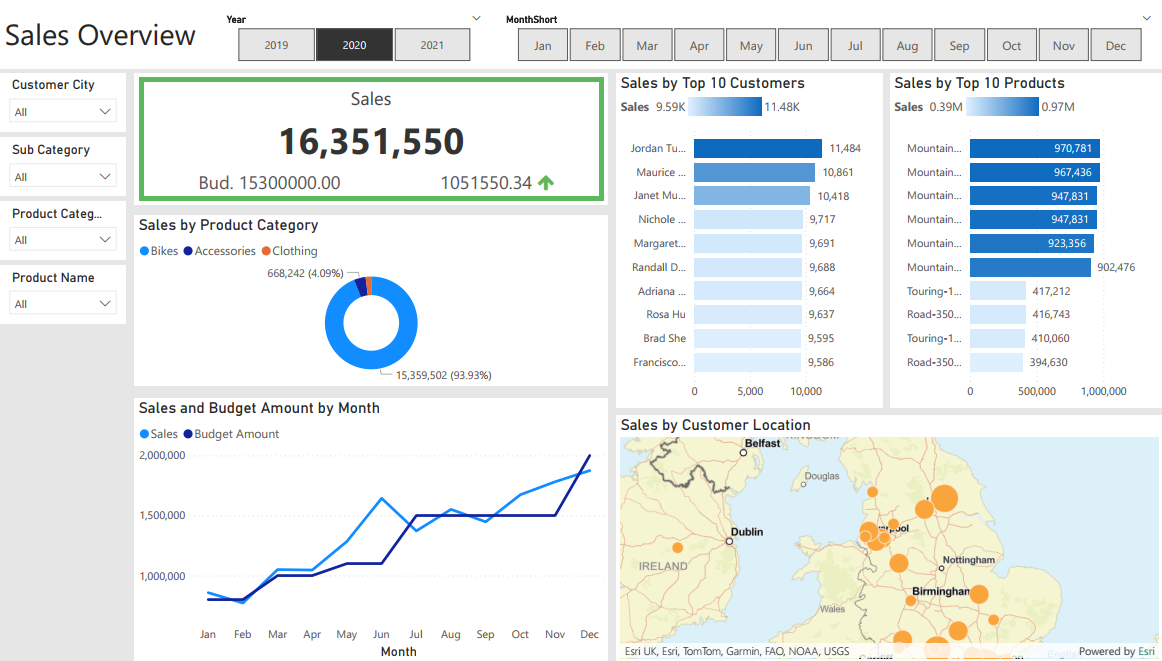 Sales Overview
Year
2019 2020 2021
MonthShort
Jan Feb Mar Apr May Jun Jul Aug Sep Oct Nov Dec
Customer City
All
Sub Category
All
Product Categ...
All
Product Name
All
Sales
16,351,550
Bud. 15300000.00 1051550.34
Sales by Product Category
Bikes Accessories Clothing
668,242 (4.09%)
15,359,502 (93.93%)
Sales and Budget Amount by Month
Sales Budget Amount
2,000,000
1,500,000
1,000,000
Jan Feb Mar Apr May Jun Jul Aug Sep Oct Nov Dec
Month
Sales by Top 10 Customers
Sales 9.59K 11.48K
Jordan Tu... 11,484
Maurice ... 10,861
Janet Mu... 10,418
Nichole ... 9,717
Margaret... 9,691
Randall D... 9,688
Adriana ... 9,664
Rosa Hu 9,637
Brad She 9,595
Francisco... 9,586
0 5,000 10,000
Sales by Top 10 Products
Sales 0.39M 0.97M
Mountain... 970,781
Mountain... 967,436
Mountain... 947,831
Mountain... 947,831
Mountain... 923,356
Mountain... 902,476
Touring-1... 417,212
Road-350... 416,743
Touring-1... 410,060
Road-350... 394,630
0 500,000 1,000,000
Sales by Customer Location
Belfast
Douglas
Dublin
IRELAND
Nottingham
Birmingham
Wales
Esri UK, Esri, TomTom, Garmin, FAO, NOAA, USGS
Powered by Esri